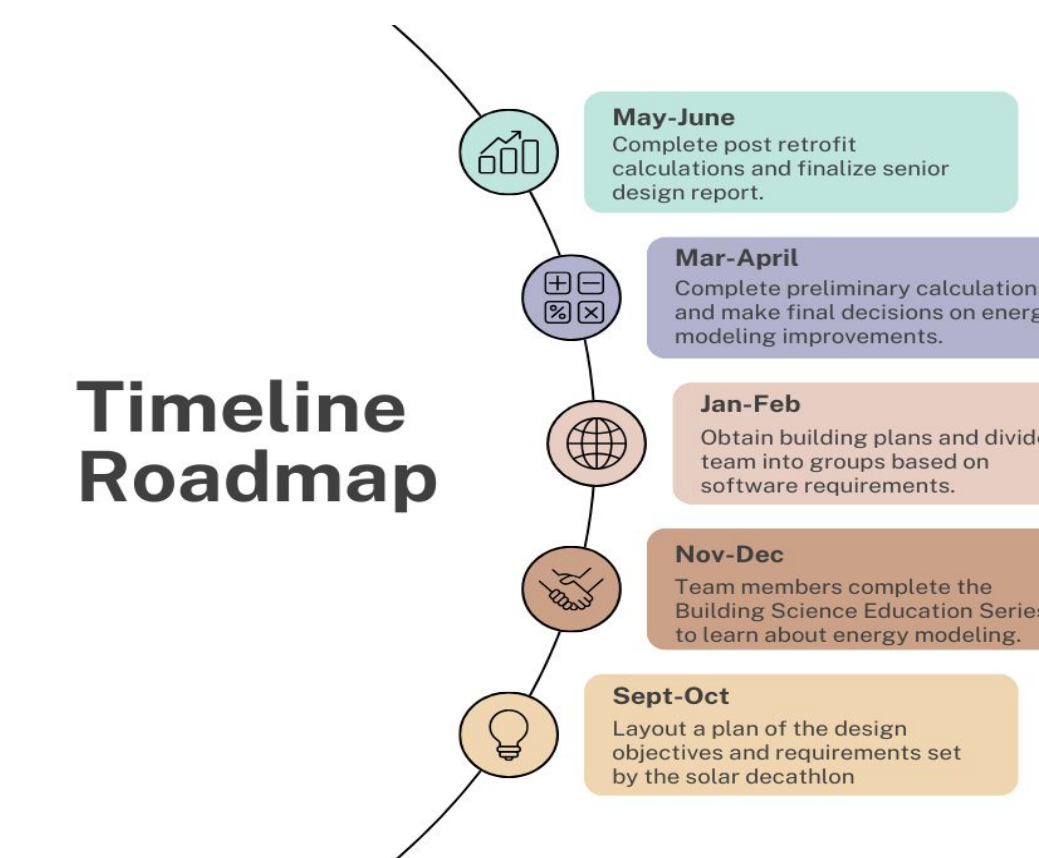 Timeline
Roadmap
May-June
Complete post retrofit
calculations and finalize senior
design report.
Mar-April
Complete preliminary calculation
and make final decisions on energ
modeling improvements.
Jan-Feb
Obtain building plans and divide
team into groups based on
software requirements.
Nov-Dec
Team members complete the
Building Science Education Series
to learn about energy modeling.
Sept-Oct
Layout a plan of the design
objectives and requirements set
by the solar decathlon